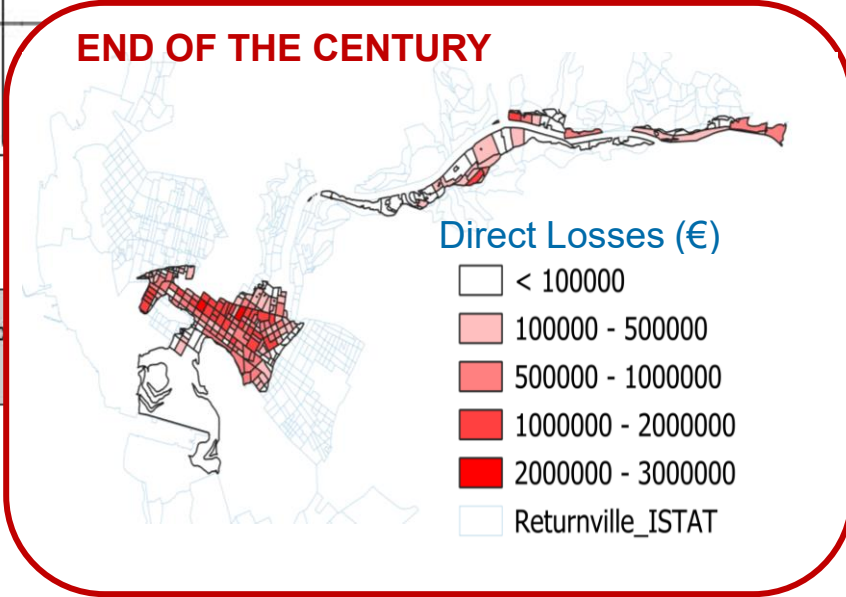 END OF THE CENTURY
Direct Losses (€)
< 100000
100000 - 500000
500000 - 1000000
1000000 - 2000000
2000000 - 3000000
Returnville_ISTAT